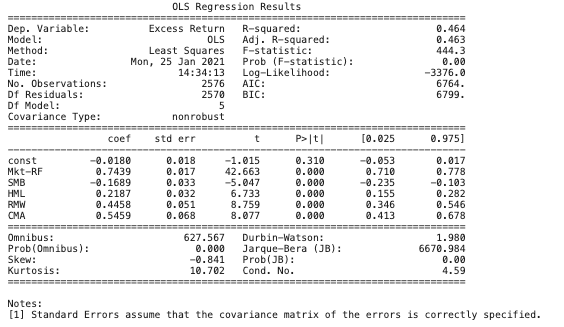 OLS Regression Results
==============================================================================
Dep. Variable: Excess Return R-squared: 0.464
Model: OLS Adj. R-squared: 0.463
Method: Least Squares F-statistic: 444.3
Date: Mon, 25 Jan 2021 Prob (F-statistic): 0.00
Time: 14:34:13 Log-Likelihood: -3376.0
No. Observations: 2576 AIC: 6764.
Df Residuals: 2570 BIC: 6799.
Df Model: 5
Covariance Type: nonrobust
==============================================================================
coef std err t P>|t| [0.025 0.975]
------------------------------------------------------------------------------
const -0.0180 0.018 -1.015 0.310 -0.053 0.017
Mkt-RF 0.7439 0.017 42.663 0.000 0.710 0.778
SMB -0.1689 0.033 -5.047 0.000 -0.235 -0.103
HML 0.2187 0.032 6.733 0.000 0.155 0.282
RMW 0.4458 0.051 8.759 0.000 0.346 0.546
CMA 0.5459 0.068 8.077 0.000 0.413 0.678
==============================================================================
Omnibus: 627.567 Durbin-Watson: 1.980
Prob(Omnibus): 0.000 Jarque-Bera (JB): 6670.984
Skew: -0.841 Prob(JB): 0.00
Kurtosis: 10.702 Cond. No. 4.59
==============================================================================
Notes:
[1] Standard Errors assume that the covariance matrix of the errors is correctly specified.